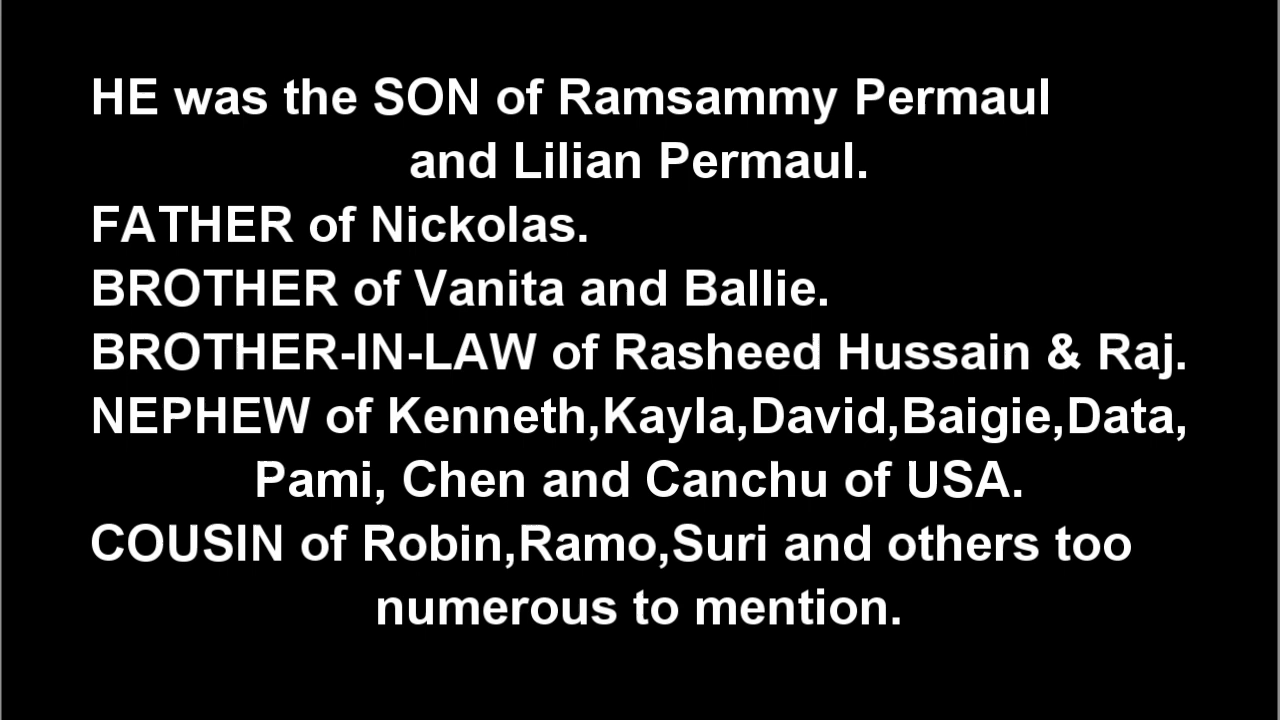 HE was the SON of Ramsammy Permaul
and Lilian Permaul.
FATHER of Nickolas.
BROTHER of Vanita and Ballie.
BROTHER-IN-LAW of Rasheed Hussain & Raj.
NEPHEW of Kenneth,Kayla,David,Baigie,Data,
Pami, Chen and Canchu of USA.
COUSIN of Robin,Ramo,Suri and others too
numerous to mention.